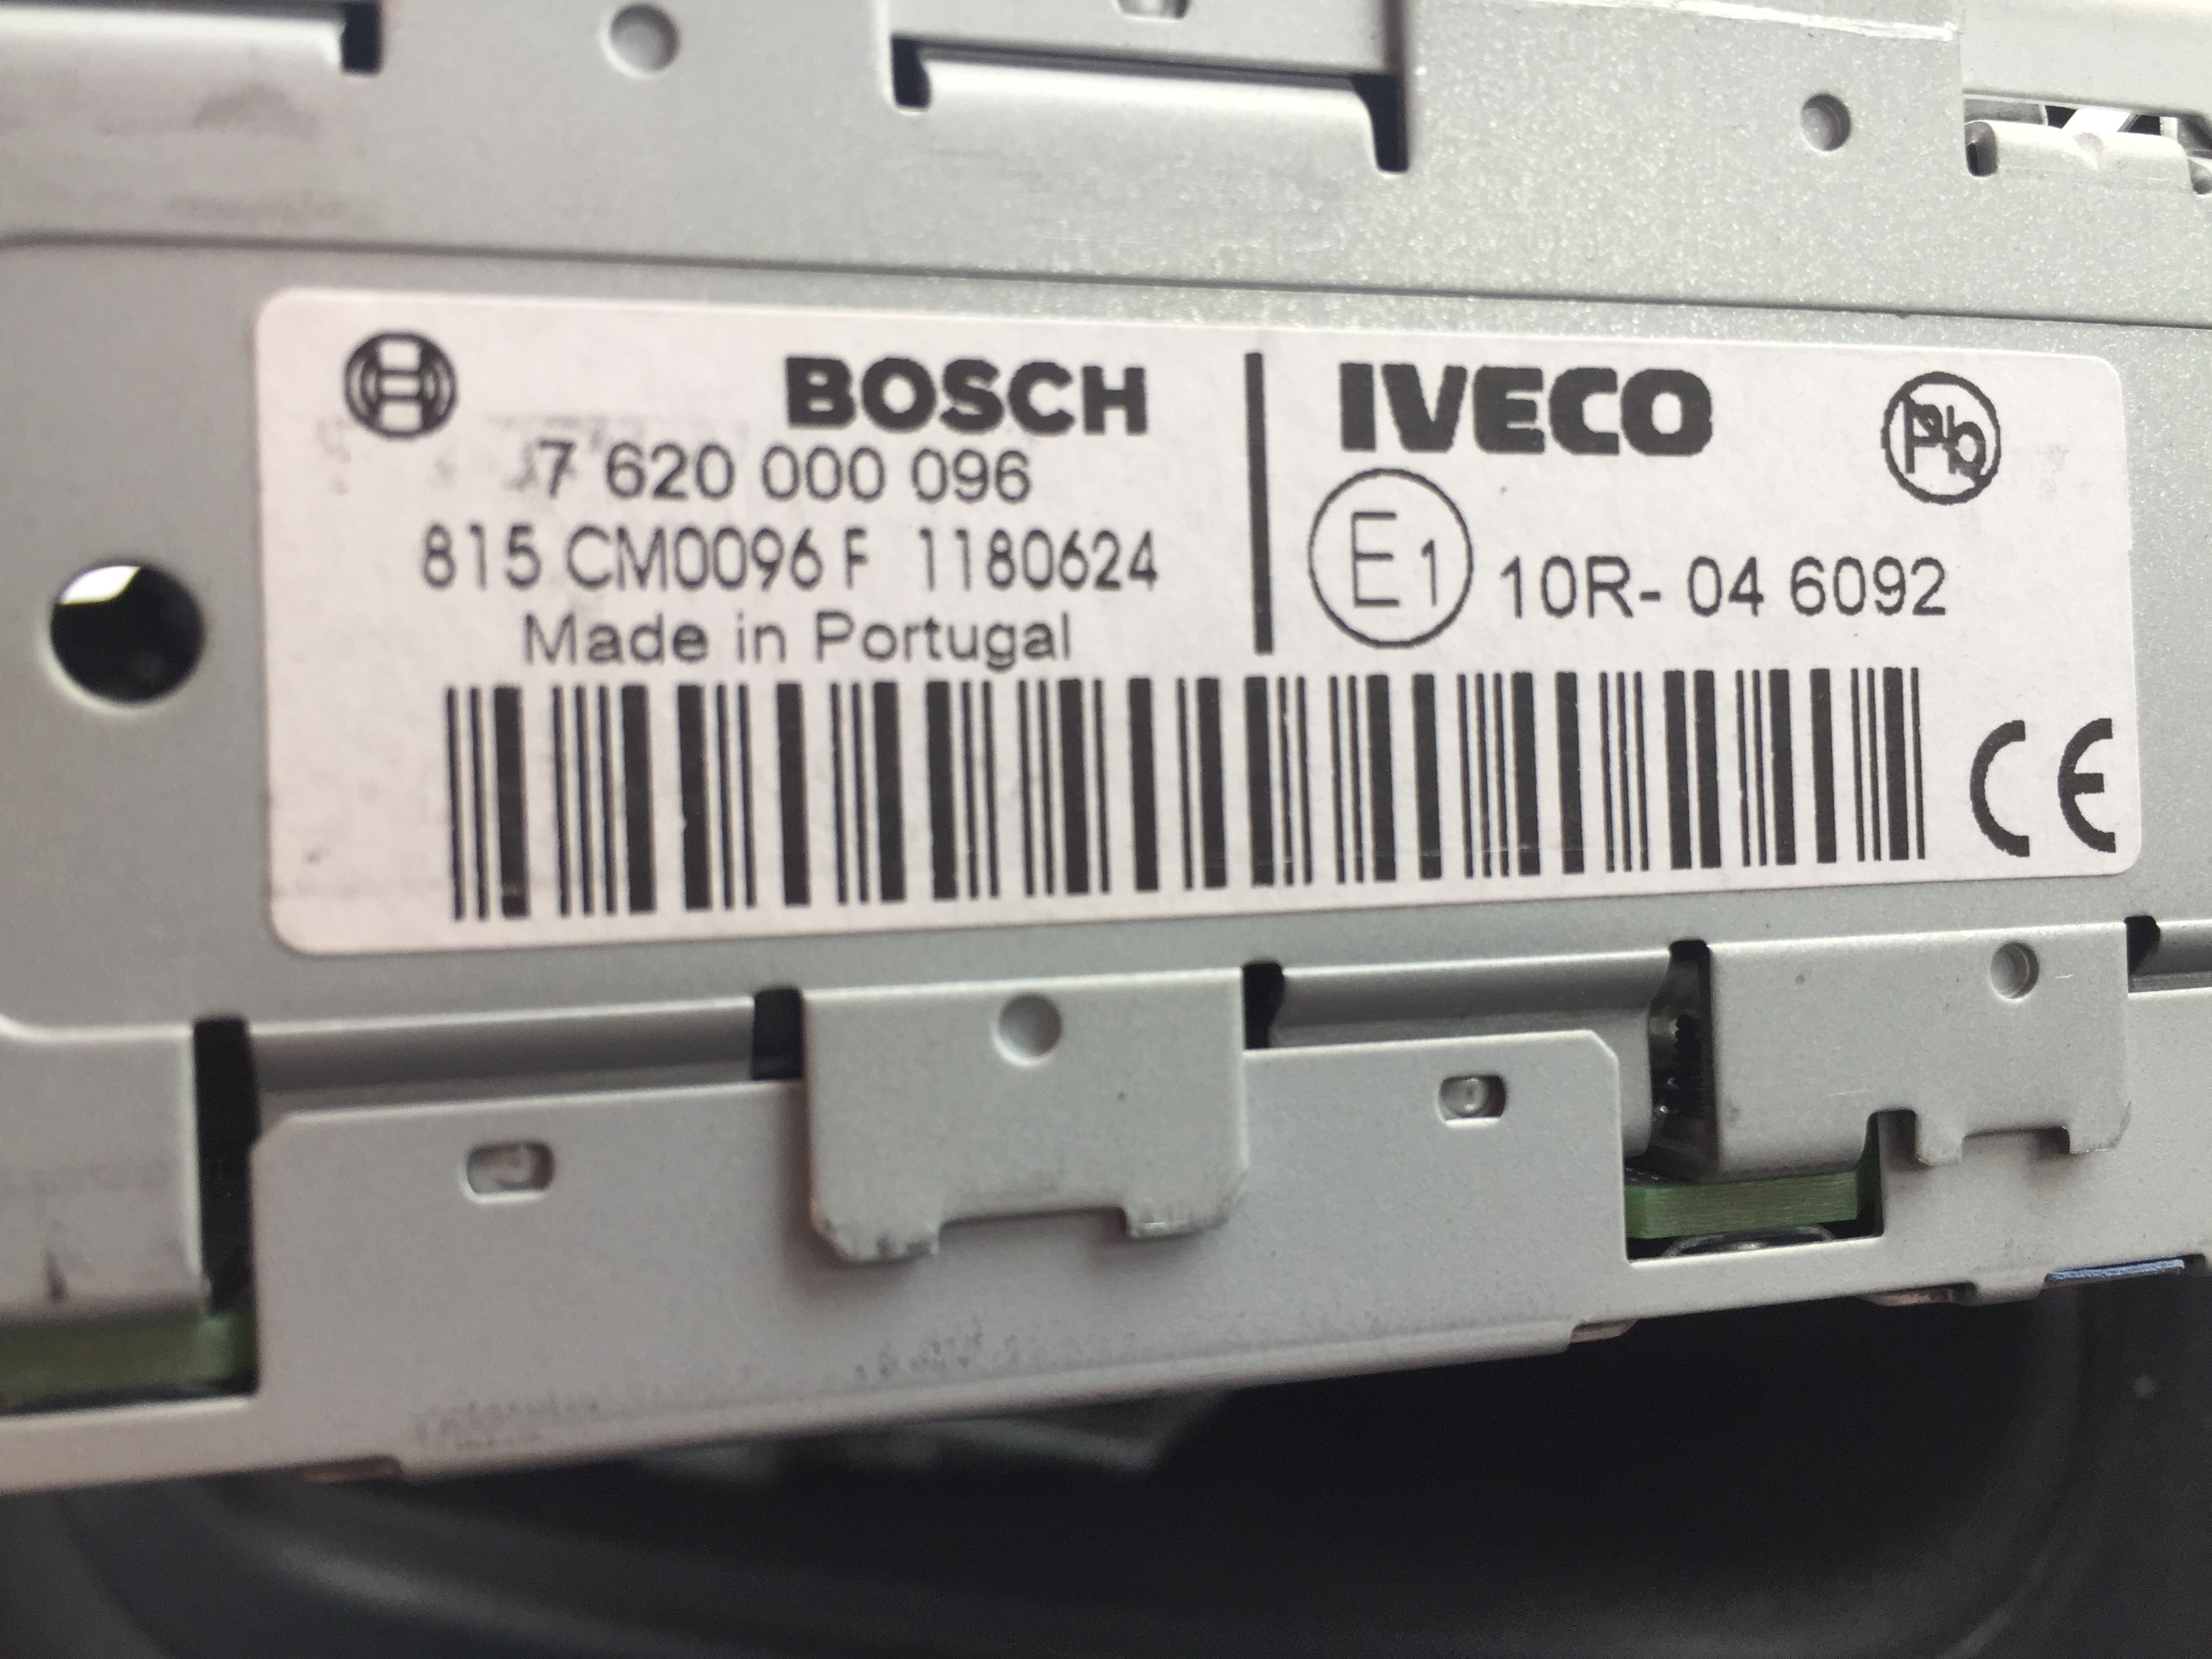 BOSCH
7 620 000 096
815 CM0096 F 1180624
Made in Portugal
IVECO
Pb
E1 10R- 04 6092
CE